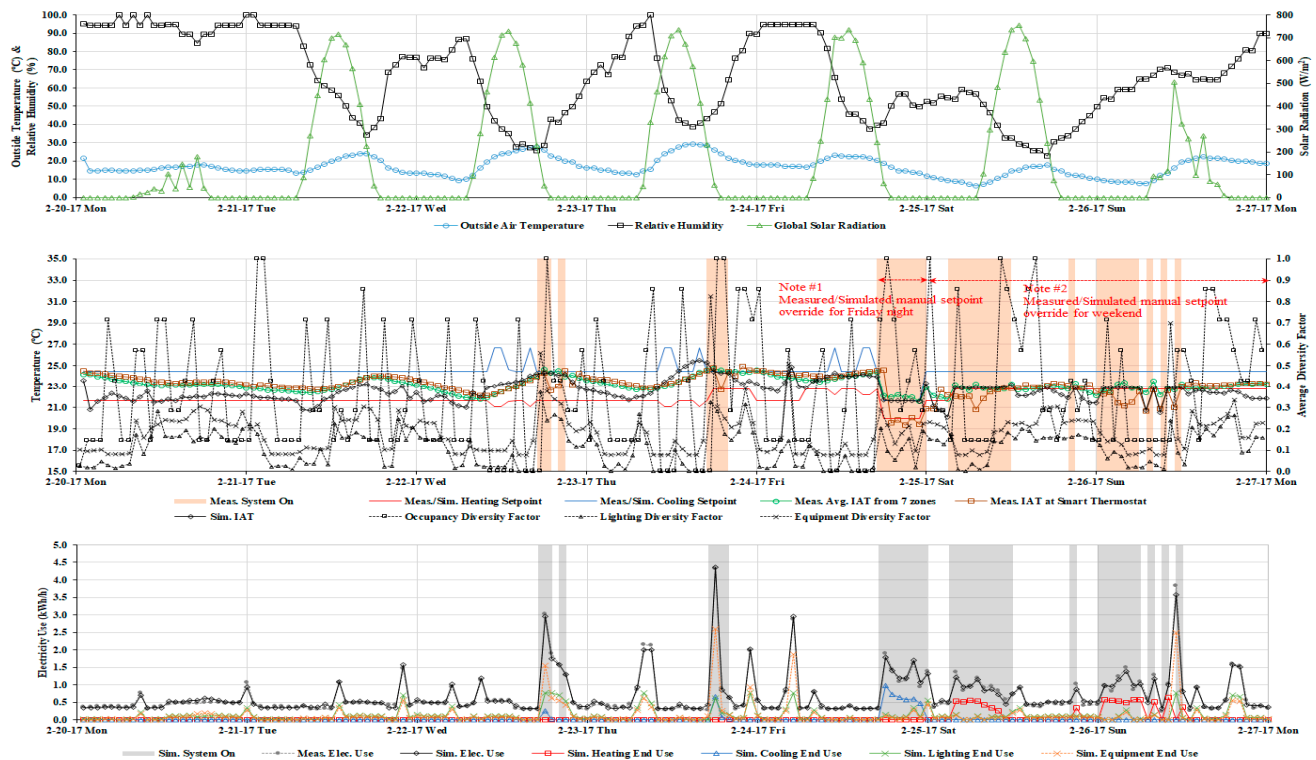 Outside Temperature (℃) &
Relative Humidity (%)
100.0
90.0
80.0
70.0
60.0
50.0
40.0
30.0
20.0
10.0
0.0
800
700
600
500
400
300
200
100
0
Solar Radiation (W/m²)
2-20-17 Mon 2-21-17 Tue 2-22-17 Wed 2-23-17 Thu 2-24-17 Fri 2-25-17 Sat 2-26-17 Sun 2-27-17 Mon
Outside Air Temperature Relative Humidity Global Solar Radiation
Temperature (℃)
35.0
33.0
31.0
29.0
27.0
25.0
23.0
21.0
19.0
17.0
15.0
Note #1
Measured/Simulated manual setpoint
override for Friday night
Note #2
Measured/Simulated manual setpoint
override for weekend
1.0
0.9
0.8
0.7
0.6
0.5
0.4
0.3
0.2
0.1
0.0
Average Diversity Factor
2-20-17 Mon 2-21-17 Tue 2-22-17 Wed 2-23-17 Thu 2-24-17 Fri 2-25-17 Sat 2-26-17 Sun 2-27-17 Mon
Meas. System On Meas./Sim. Heating Setpoint Meas./Sim. Cooling Setpoint Meas. Avg. IAT from 7 zones Meas. IAT at Smart Thermostat
Sim. IAT Occupancy Diversity Factor Lighting Diversity Factor Equipment Diversity Factor
Electricity Use (kWh/h)
5.0
4.5
4.0
3.5
3.0
2.5
2.0
1.5
1.0
0.5
0.0
2-20-17 Mon 2-21-17 Tue 2-22-17 Wed 2-23-17 Thu 2-24-17 Fri 2-25-17 Sat 2-26-17 Sun 2-27-17 Mon
Sim. System On Meas. Elec. Use Sim. Elec. Use Sim. Heating End Use Sim. Cooling End Use Sim. Lighting End Use Sim. Equipment End Use